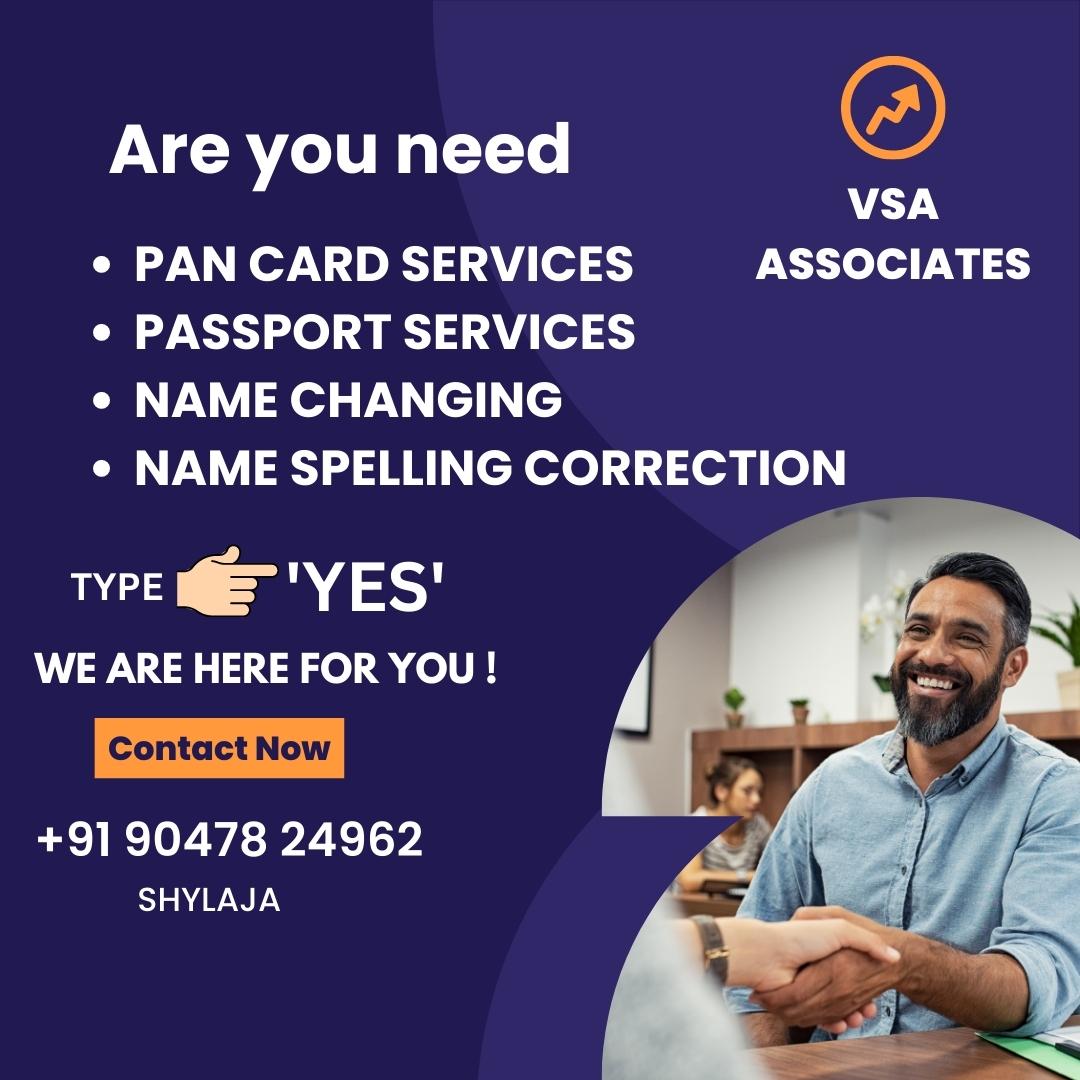 Are you need
VSA
ASSOCIATES
• PAN CARD SERVICES
• PASSPORT SERVICES
• NAME CHANGING
• NAME SPELLING CORRECTION
TYPE 'YES'
WE ARE HERE FOR YOU !
Contact Now
+91 90478 24962
SHYLAJA